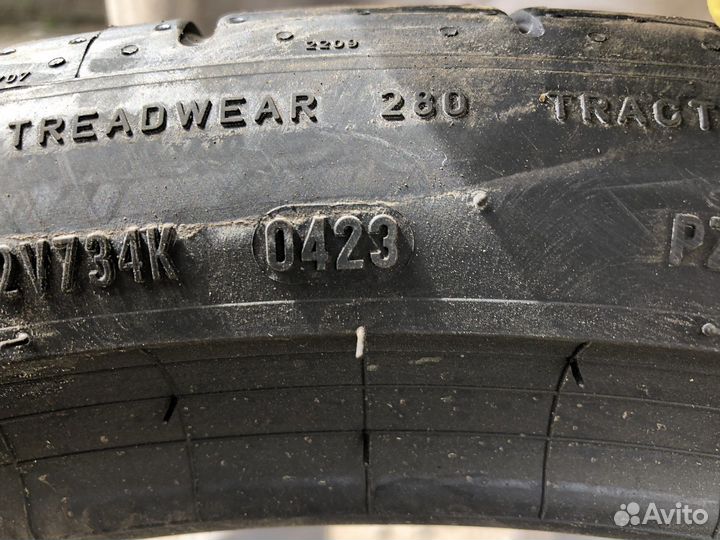 2209
TREADWEAR 280 TRACT
2V734K 0423
Avito